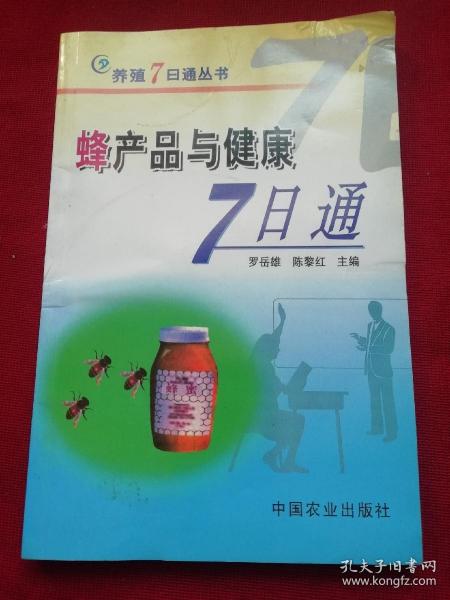 养殖7日通丛书
蜂产品与健康
7日通
罗岳雄 陈黎红 主编
蜂蜜
中国农业出版社
孔夫子旧书网
www.kongfz.com